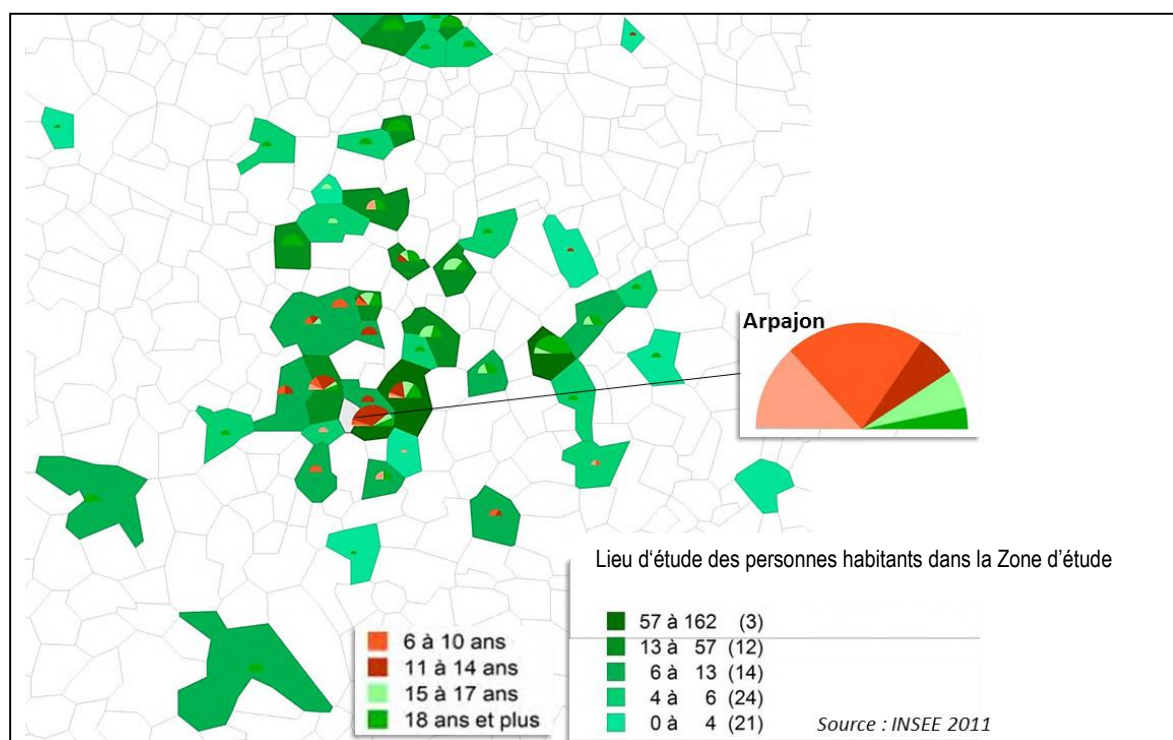 Arpajon
Lieu d‘étude des personnes habitants dans la Zone d’étude
6 à 10 ans
11 à 14 ans
15 à 17 ans
18 ans et plus
57 à 162 (3)
13 à 57 (12)
6 à 13 (14)
4 à 6 (24)
0 à 4 (21)
Source : INSEE 2011